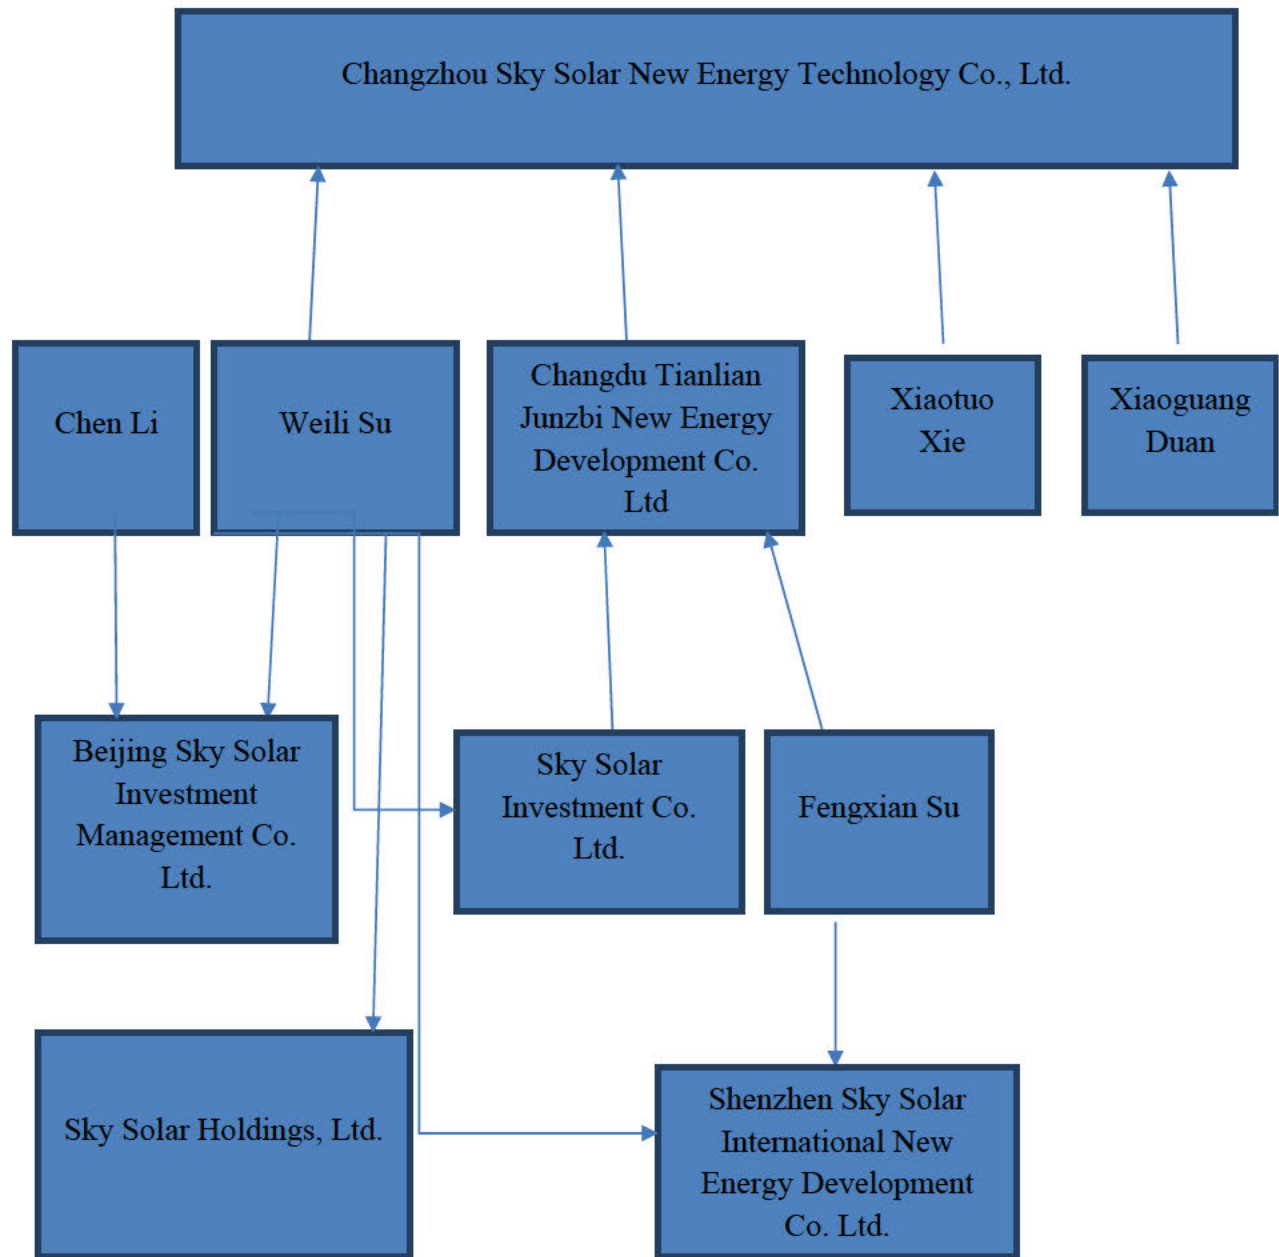 Changzhou Sky Solar New Energy Technology Co., Ltd.
Chen Li
Weili Su
Changdu Tianlian
Junzbi New Energy
Development Co.
Ltd
Xiaotuo
Xie
Xiaoguang
Duan
Beijing Sky Solar
Investment
Management Co.
Ltd.
Sky Solar
Investment Co.
Ltd.
Fengxian Su
Sky Solar Holdings, Ltd.
Shenzhen Sky Solar
International New
Energy Development
Co. Ltd.